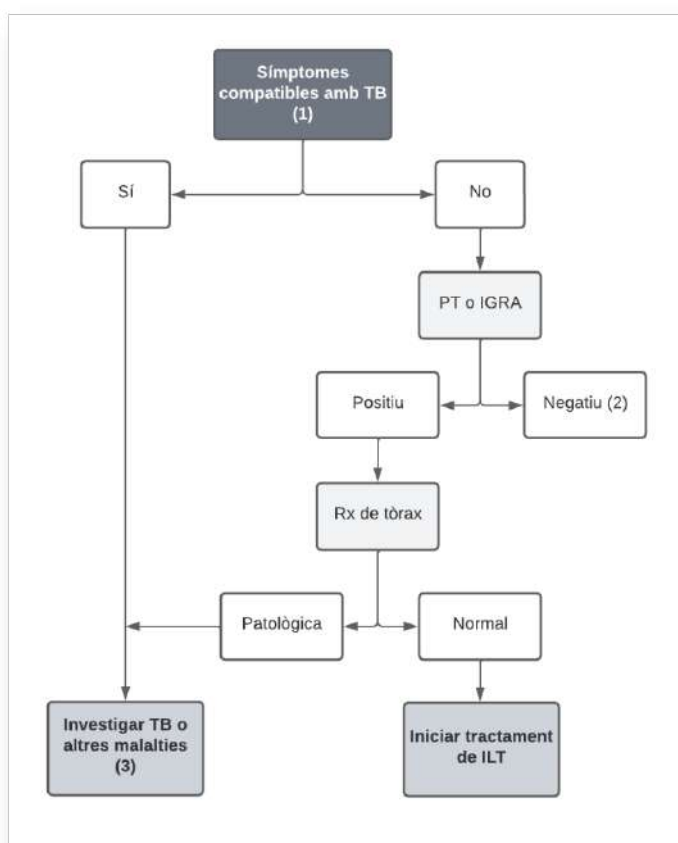 Símptomes
compatibles amb TB
(1)
Sí
No
PT o IGRA
Positiu
Negatiu (2)
Rx de tòrax
Patològica
Normal
Investigar TB o
altres malalties
(3)
Iniciar tractament
de ILT